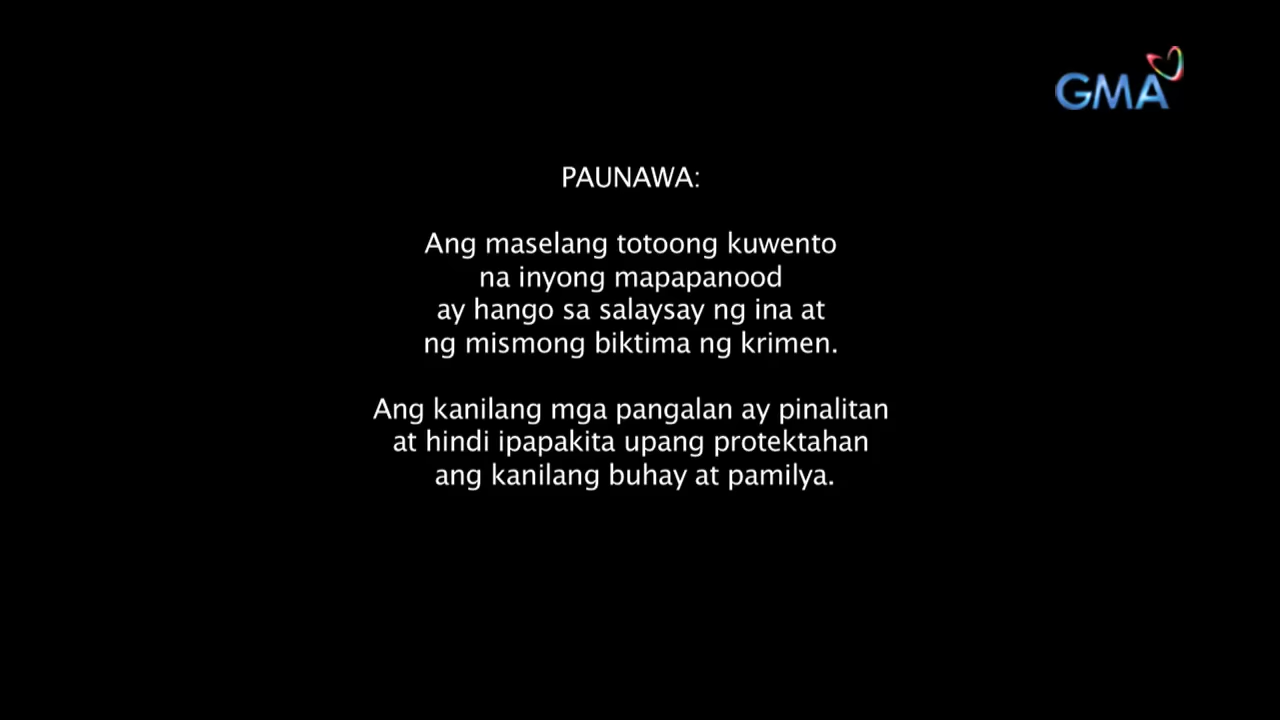 GMA
PAUNAWA:
Ang maselang totoong kuwento
na inyong mapapanood
ay hango sa salaysay ng ina at
ng mismong biktima ng krimen.
Ang kanilang mga pangalan ay pinalitan
at hindi ipapakita upang protektahan
ang kanilang buhay at pamilya.